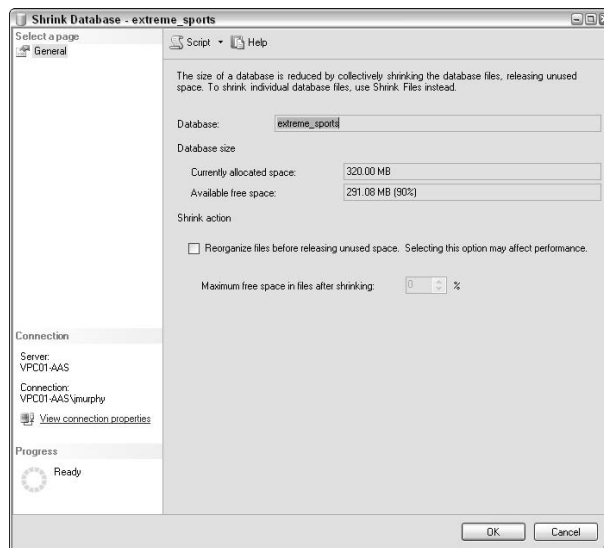 Shrink Database - extreme_sports
Select a page
General
Script
Help
The size of a database is reduced by collectively shrinking the database files, releasing unused
space. To shrink individual database files, use Shrink Files instead.
Database:
extreme_sports
Database size
Currently allocated space:
320.00 MB
Available free space:
291.08 MB (90%)
Shrink action
Reorganize files before releasing unused space. Selecting this option may affect performance.
Maximum free space in files after shrinking:
0
%
Connection
Server:
VPC01-AAS
Connection:
VPC01-AAS\jmurphy
View connection properties
Progress
Ready
OK
Cancel